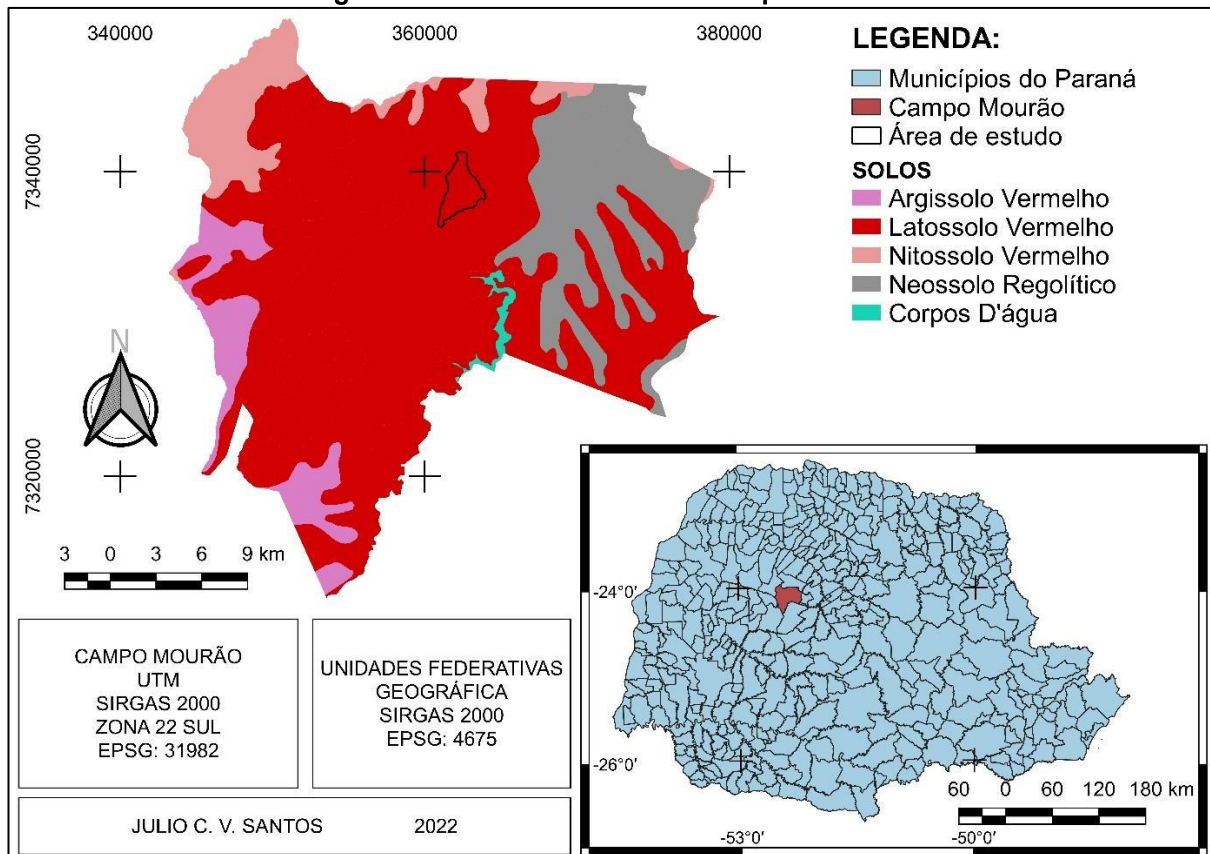 340000
360000
380000
7340000
7320000
N
3 0 3 6 9 km
LEGENDA:
Municípios do Paraná
Campo Mourão
Área de estudo
SOLOS
Argissolo Vermelho
Latossolo Vermelho
Nitossolo Vermelho
Neossolo Regolítico
Corpos D'água
CAMPO MOURÃO
UTM
SIRGAS 2000
ZONA 22 SUL
EPSG: 31982
UNIDADES FEDERATIVAS
GEOGRÁFICA
SIRGAS 2000
EPSG: 4675
JULIO C. V. SANTOS 2022
-24°0'
-26°0'
-53°0'
-50°0'
60 0 60 120 180 km